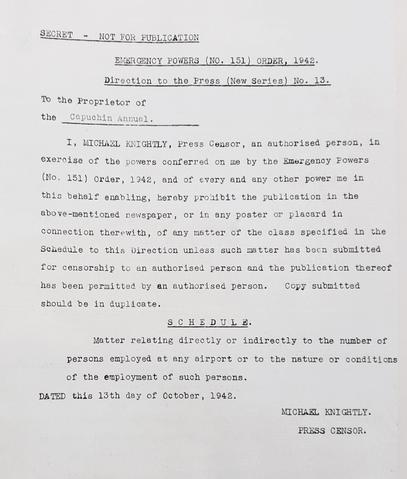 SECRET - NOT FOR PUBLICATION
EMERGENCY POWERS (NO. 151) ORDER, 1942.
Direction to the Press (New Series) No. 13.
To the Proprietor of
the Capuchin Annual.
I, MICHAEL KNIGHTLY, Press Censor, an authorised person, in
exercise of the powers conferred on me by the Emergency Powers
(No. 151) Order, 1942, and of every and any other power me in
this behalf enabling, hereby prohibit the publication in the
above-mentioned newspaper, or in any poster or placard in
connection therewith, of any matter of the class specified in the
Schedule to this Direction unless such matter has been submitted
for censorship to an authorised person and the publication thereof
has been permitted by an authorised person. Copy submitted
should be in duplicate.
SCHEDULE.
Matter relating directly or indirectly to the number of
persons employed at any airport or to the nature or conditions
of the employment of such persons.
DATED this 13th day of October, 1942.
MICHAEL KNIGHTLY.
PRESS CENSOR.